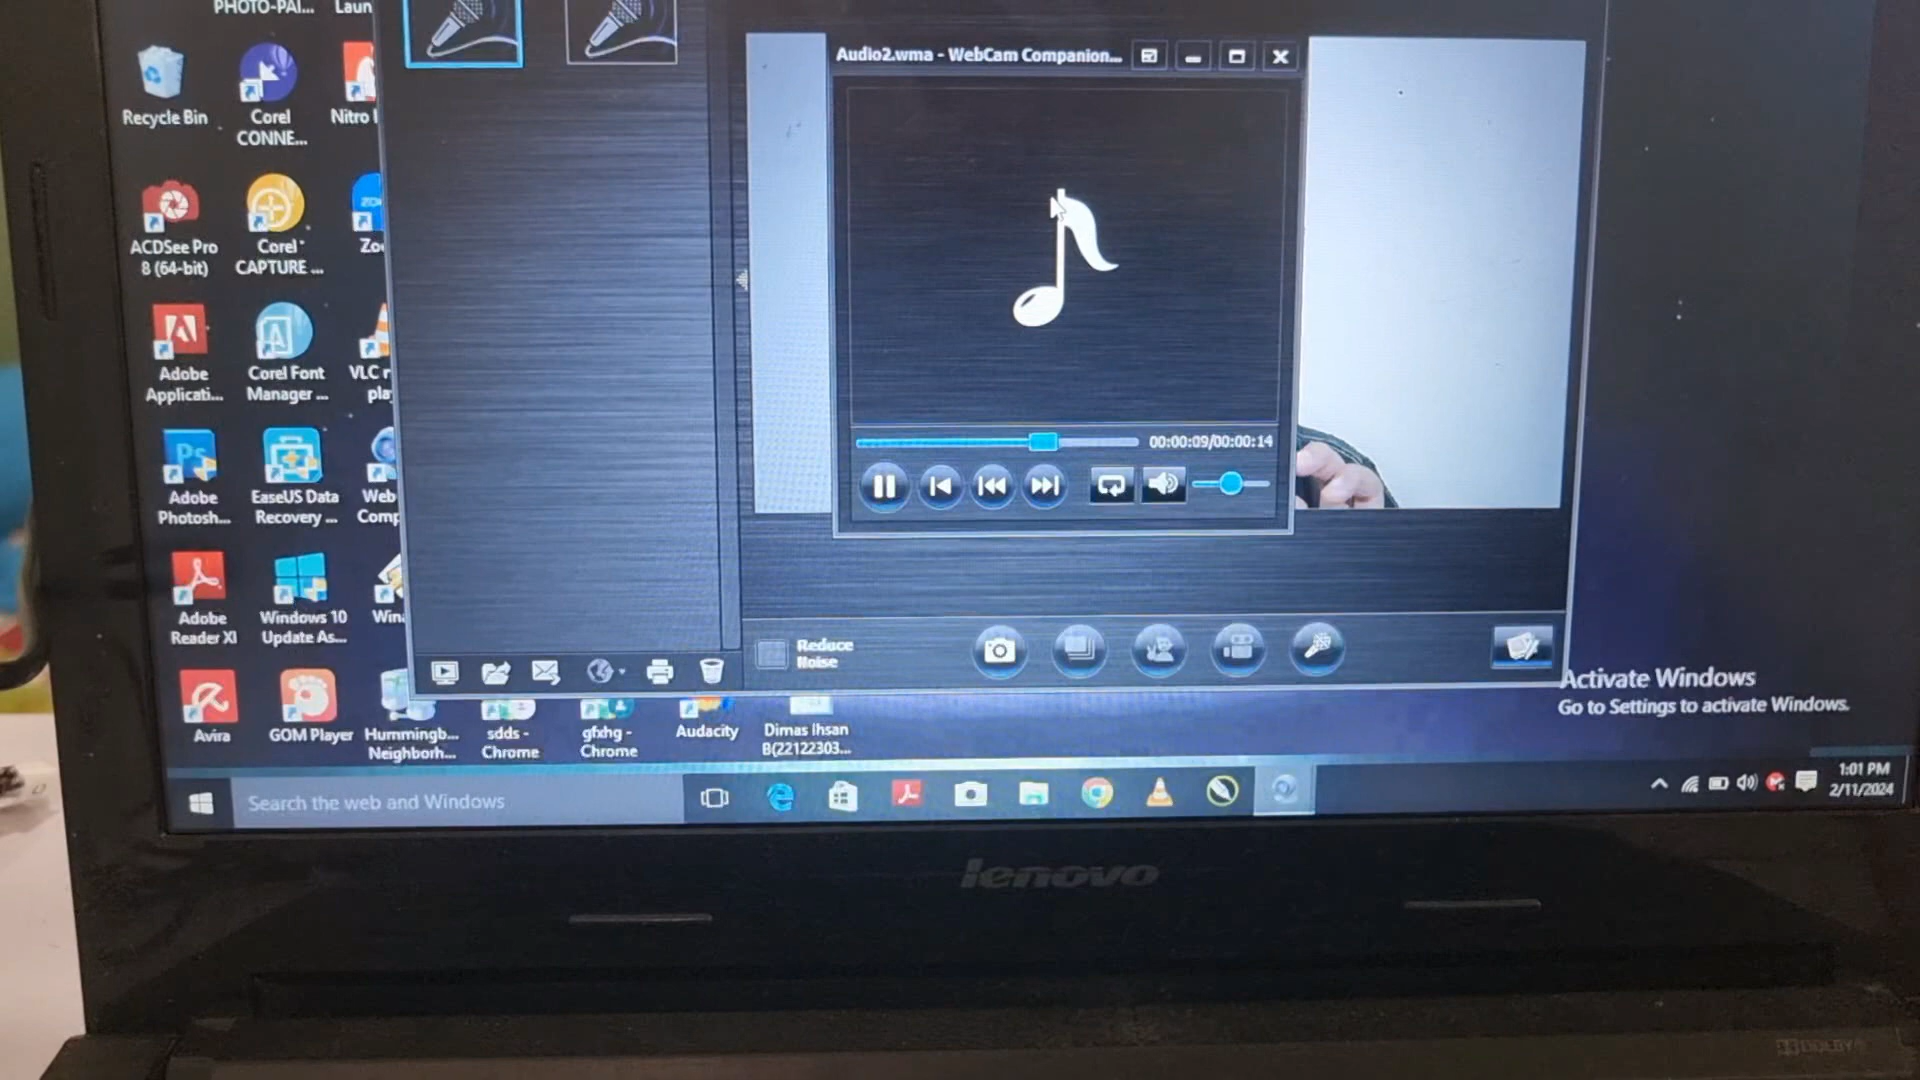 PHOTO-PAI...
Laun
Audio2.wma - WebCam Companion...
Recycle Bin
Corel
CONNE...
Nitro
ACDSee Pro
8 (64-bit)
Corel
CAPTURE ...
Zo
Adobe
Applicati...
Corel Font
Manager ...
VLC
pla
00:00:09/00:00:14
Ps
Adobe
Photosh...
EaseUS Data
Recovery ...
Web
Comp
Adobe
Reader XI
Windows 10
Update As...
Win
Reduce
Noise
Avira
GOM Player
Hummingb...
Neighborh...
sdds -
Chrome
gfxhg -
Chrome
Audacity
Dimas Ihsan
B(22122303...
Activate Windows
Go to Settings to activate Windows.
Search the web and Windows
1:01 PM
2/11/2024
lenovo
DOLBY